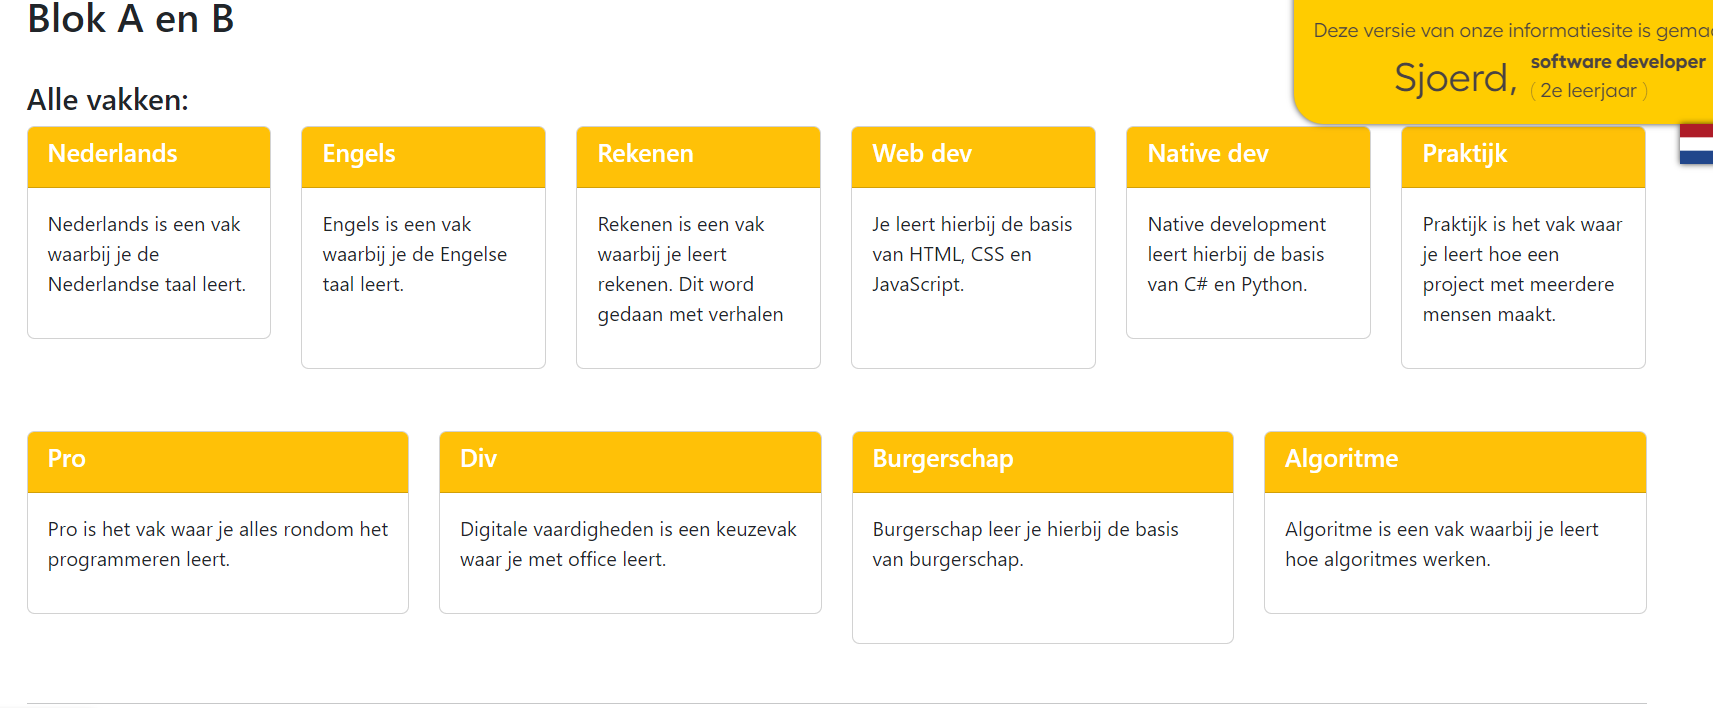 Blok A en B
Deze versie van onze informatiesite is
Sjoerd,
software developer
( 2e leerjaar )
Alle vakken:
Nederlands
Nederlands is een vak
waarbij je de
Nederlandse taal leert.
Engels
Engels is een vak
waarbij je de Engelse
taal leert.
Rekenen
Rekenen is een vak
waarbij je leert
rekenen. Dit word
gedaan met verhalen
Web dev
Je leert hierbij de basis
van HTML, CSS en
JavaScript.
Native dev
Native development
leert hierbij de basis
van C# en Python.
Praktijk
Praktijk is het vak waar
je leert hoe een
project met meerdere
mensen maakt.
Pro
Pro is het vak waar je alles rondom het
programmeren leert.
Div
Digitale vaardigheden is een keuzevak
waar je met office leert.
Burgerschap
Burgerschap leer je hierbij de basis
van burgerschap.
Algoritme
Algoritme is een vak waarbij je leert
hoe algoritmes werken.